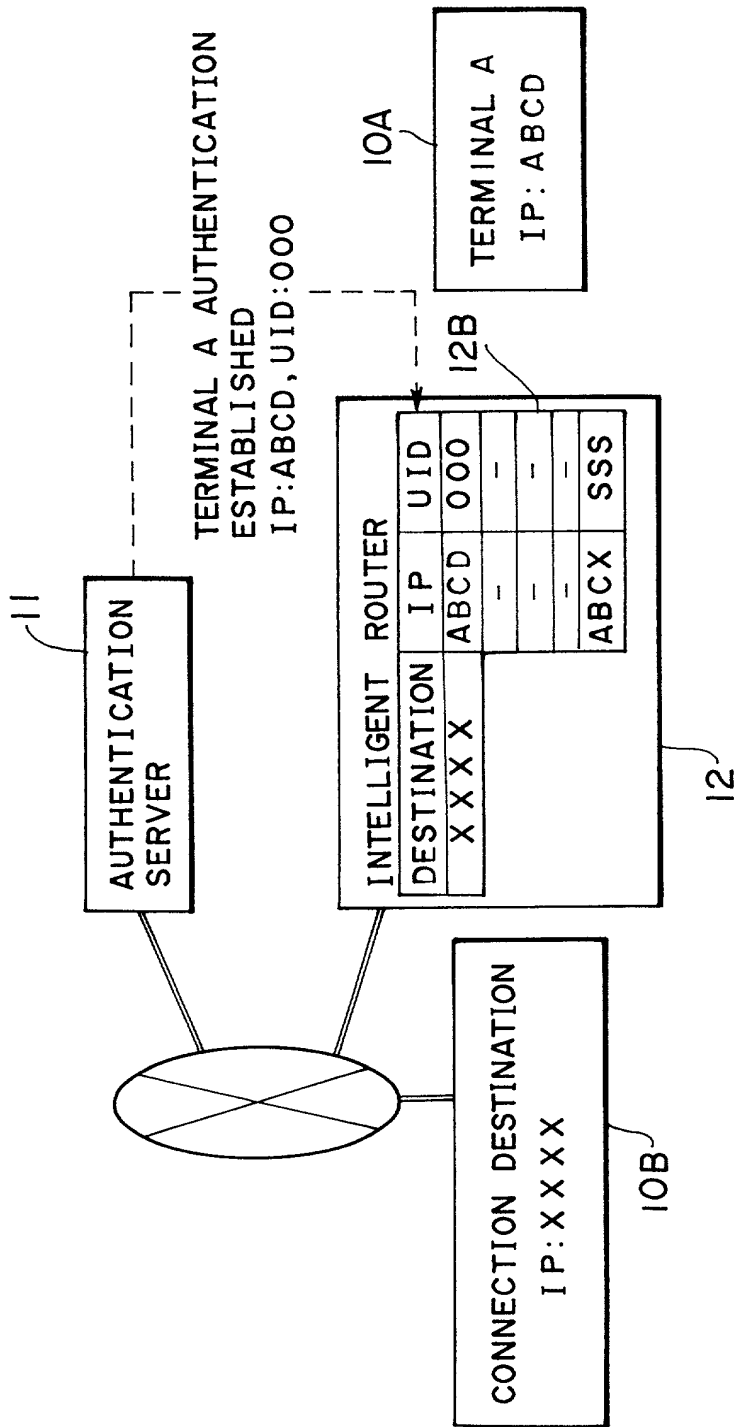 11
AUTHENTICATION
SERVER
TERMINAL A AUTHENTICATION
ESTABLISHED
IP:ABCD,UID:000
10A
TERMINAL A
IP:ABCD
INTELLIGENT ROUTER
DESTINATION IP UID
XXXX ABCD 000
- -
- -
- -
ABCX SSS
12B
12
CONNECTION DESTINATION
IP:XXXX
10B